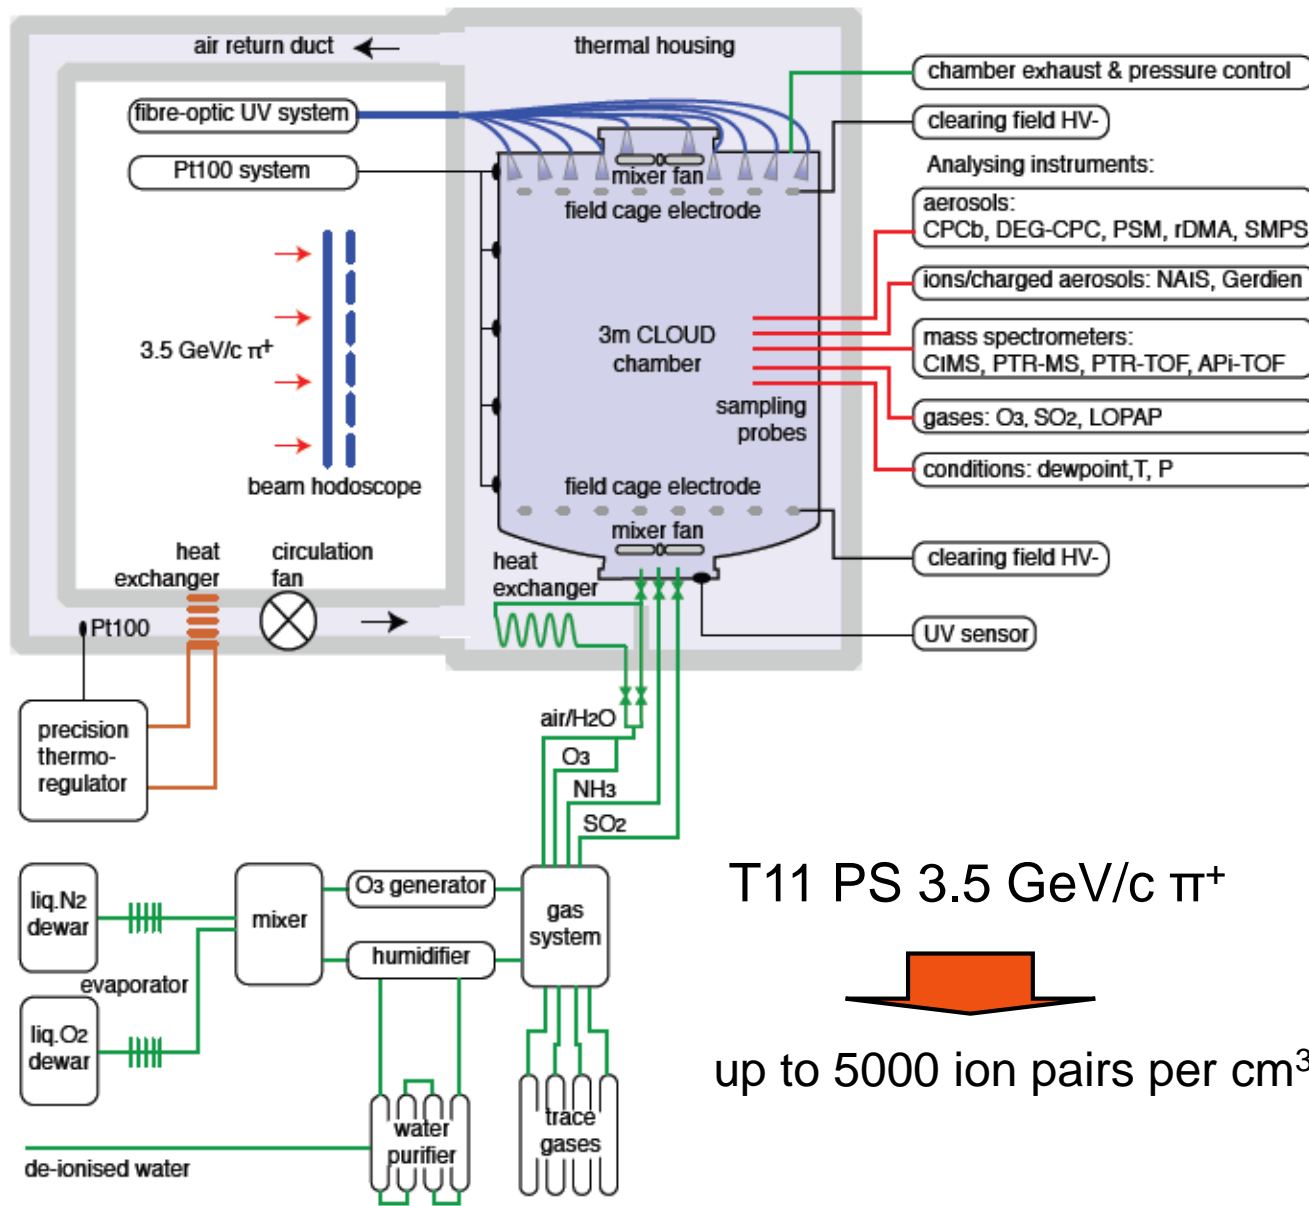 air return duct
thermal housing
chamber exhaust & pressure control
fibre-optic UV system
clearing field HV-
Pt100 system
mixer fan
Analysing instruments:
field cage electrode
aerosols:
CPCb, DEG-CPC, PSM, rDMA, SMPS
ions/charged aerosols: NAIS, Gerdien
3.5 GeV/c π⁺
3m CLOUD
chamber
mass spectrometers:
CIMS, PTR-MS, PTR-TOF, APi-TOF
sampling
probes
gases: O3, SO2, LOPAP
beam hodoscope
field cage electrode
conditions: dewpoint,T, P
mixer fan
heat
exchanger
circulation
fan
heat
exchanger
clearing field HV-
Pt100
UV sensor
precision
thermo-
regulator
air/H2O
O3
NH3
SO2
liq.N2
dewar
mixer
O3 generator
gas
system
humidifier
evaporator
liq.O2
dewar
water
purifier
trace
gases
de-ionised water
T11 PS 3.5 GeV/c π⁺
up to 5000 ion pairs per cm³